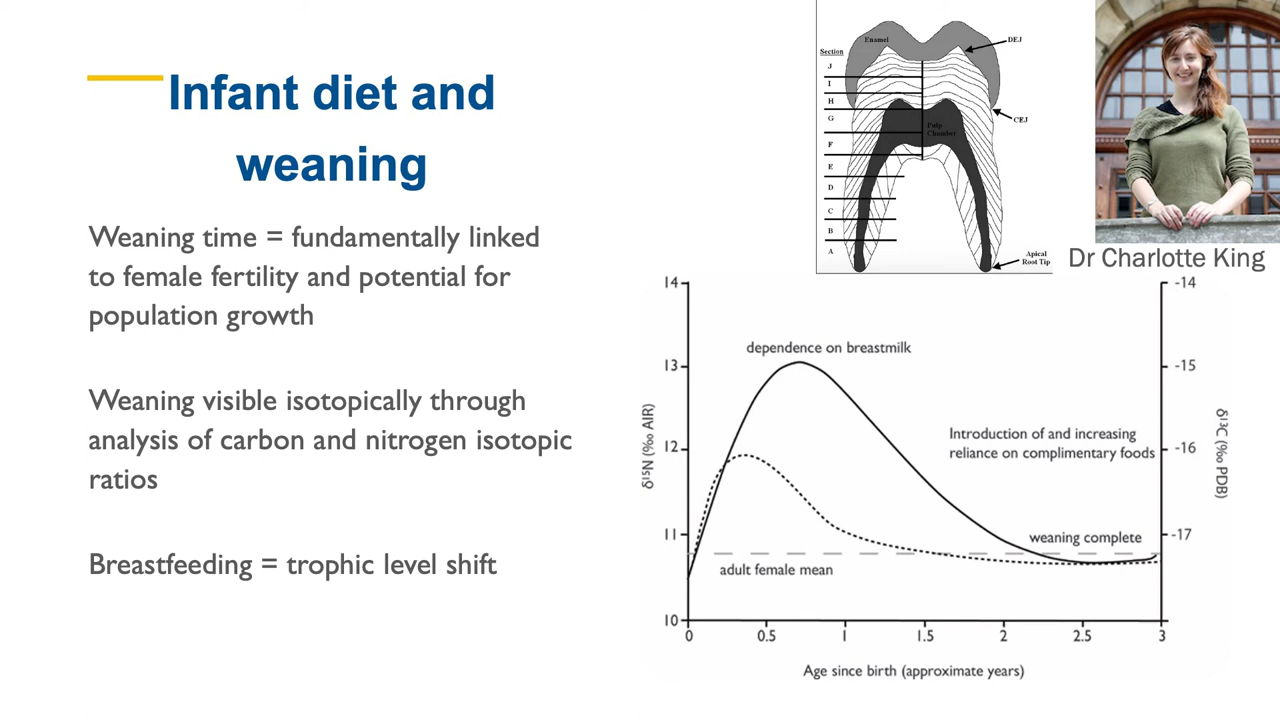 Infant diet and
weaning
Weaning time = fundamentally linked
to female fertility and potential for
population growth
Weaning visible isotopically through
analysis of carbon and nitrogen isotopic
ratios
Breastfeeding = trophic level shift
Enamel
DEJ
Section
J
I
H
G
F
E
D
C
B
A
Pulp
Chamber
CEJ
Apical
Root Tip
Dr Charlotte King
14
13
12
11
10
δ¹⁵N (‰ AIR)
dependence on breastmilk
Introduction of and increasing
reliance on complimentary foods
weaning complete
adult female mean
-14
-15
-16
-17
δ¹³C (‰ PDB)
0 0.5 1 1.5 2 2.5 3
Age since birth (approximate years)